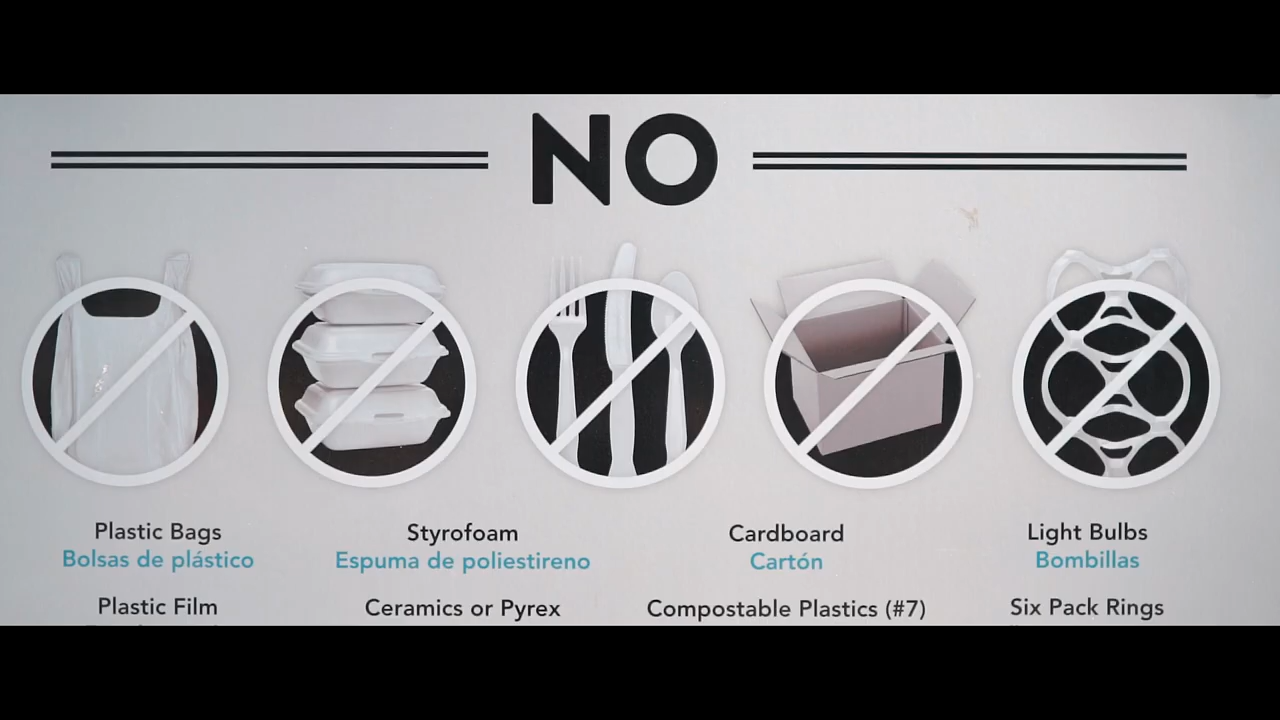 NO
Plastic Bags
Bolsas de plástico
Styrofoam
Espuma de poliestireno
Cardboard
Cartón
Light Bulbs
Bombillas
Plastic Film
Ceramics or Pyrex
Compostable Plastics (#7)
Six Pack Rings